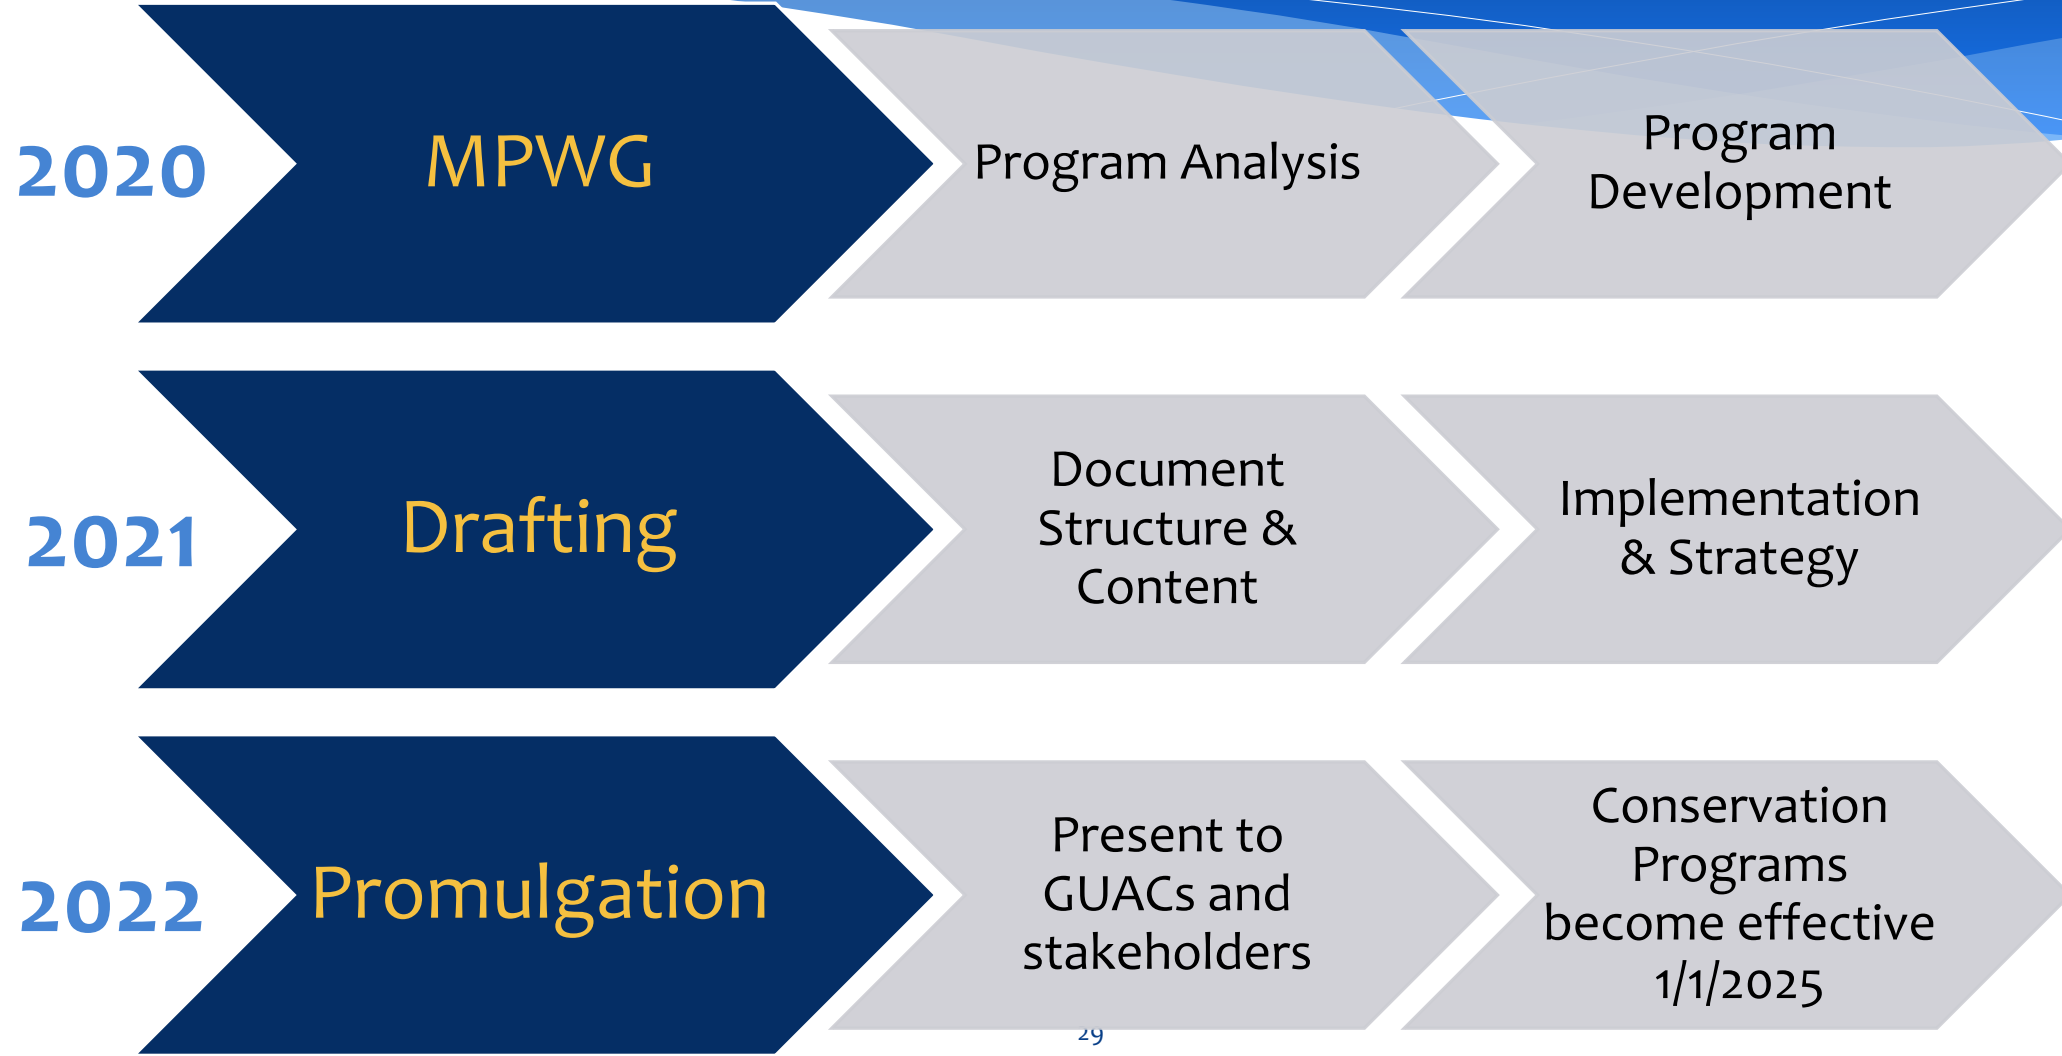 2020
MPWG
Program Analysis
Program
Development
2021
Drafting
Document
Structure &
Content
Implementation
& Strategy
2022
Promulgation
Present to
GUACs and
stakeholders
Conservation
Programs
become effective
1/1/2025
29